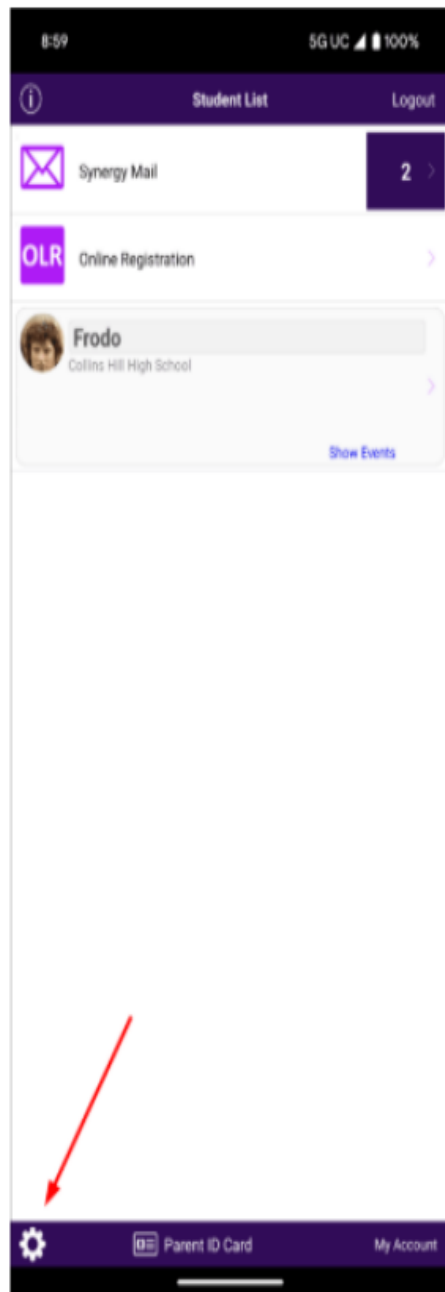 8:59 5G UC 100%
Student List Logout
Synergy Mail 2
OLR Online Registration
Frodo
Collins Hill High School
Show Events
Parent ID Card My Account